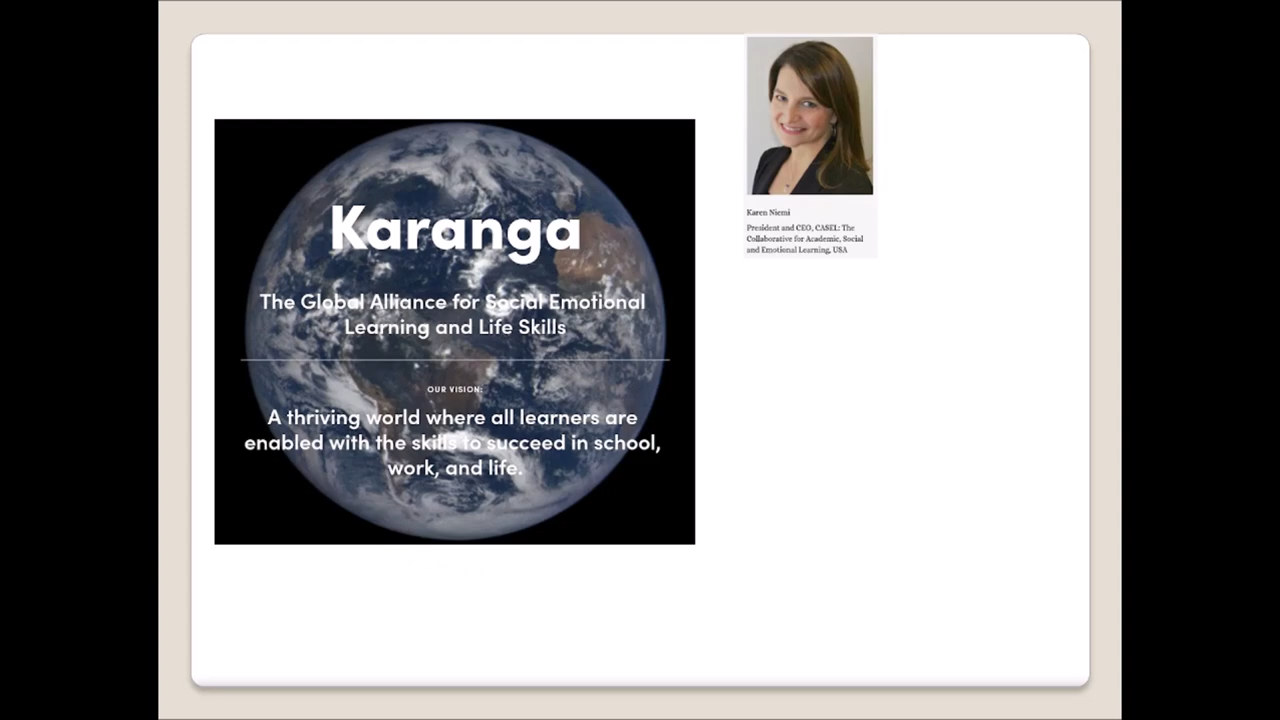 Karanga
The Global Alliance for Social Emotional
Learning and Life Skills
OUR VISION:
A thriving world where all learners are
enabled with the skills to succeed in school,
work, and life.
Karen Niemi
President and CEO, CASEL: The
Collaborative for Academic, Social
and Emotional Learning, USA